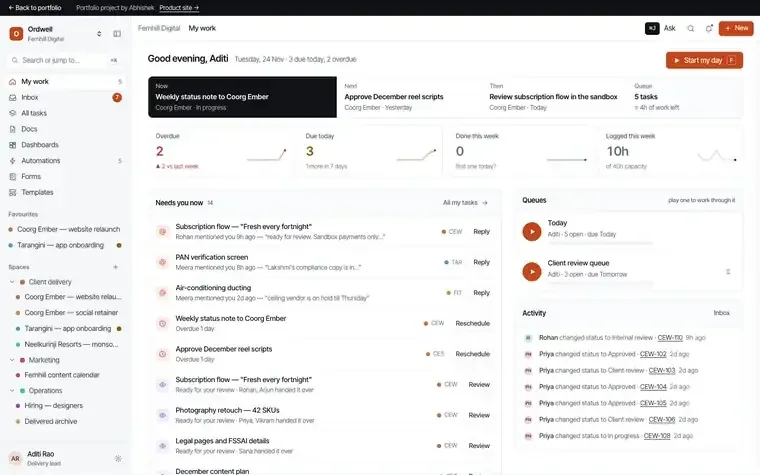 ← Back to portfolio
Portfolio project by Abhishek
Product site →
O
Ordwell
Fernhill Digital
Search or jump to...
⌘K
My work 5
Inbox 7
All tasks
Docs
Dashboards
Automations 5
Forms
Templates
Favourites
Coorg Ember — website relaunch
Tarangini — app onboarding
Spaces +
Client delivery
Coorg Ember — website relau...
Coorg Ember — social retainer
Tarangini — app onboarding
Neelkurinji Resorts — monso...
Marketing
Fernhill content calendar
Operations
Hiring — designers
Delivered archive
AR
Aditi Rao
Delivery lead
Fernhill Digital
My work
⌘J Ask
+ New
Good evening, Aditi
Tuesday, 24 Nov · 3 due today, 2 overdue
Start my day
Now
Weekly status note to Coorg Ember
Coorg Ember · In progress
Next
Approve December reel scripts
Coorg Ember · Yesterday
Then
Review subscription flow in the sandbox
Coorg Ember · Today
Queue
5 tasks
≈ 4h of work left
Overdue
2
▲ 2 vs last week
Due today
3
1 more in 7 days
Done this week
0
first one today?
Logged this week
10h
of 40h capacity
Needs you now 14
All my tasks →
Subscription flow — "Fresh every fortnight"
Rohan mentioned you 9h ago — "ready for review. Sandbox payments only..."
CEW
Reply
PAN verification screen
Meera mentioned you 8h ago — "Lakshmi's compliance copy is in..."
TAR
Reply
Air-conditioning ducting
Meera mentioned you 2d ago — "ceiling vendor is on hold till Thursday"
FIT
Reply
Weekly status note to Coorg Ember
Overdue 1 day
CEW
Reschedule
Approve December reel scripts
Overdue 1 day
CES
Reschedule
Subscription flow — "Fresh every fortnight"
Ready for your review · Rohan, Arjun handed it over
CEW
Review
Photography retouch — 42 SKUs
Ready for your review · Priya, Vikram handed it over
CEW
Review
Legal pages and FSSAI details
Ready for your review · Sana handed it over
CEW
Review
December content plan
Queues
play one to work through it
Today
Aditi · 5 open · due Today
Client review queue
Aditi · 3 open · due Tomorrow
Activity
Inbox
Rohan changed status to Internal review · CEW-110 9h ago
Priya changed status to Approved · CEW-102 2d ago
Priya changed status to Client review · CEW-103 2d ago
Priya changed status to Approved · CEW-104 2d ago
Priya changed status to Approved · CEW-105 2d ago
Priya changed status to Client review · CEW-106 2d ago
Priya changed status to In progress · CEW-108 2d ago